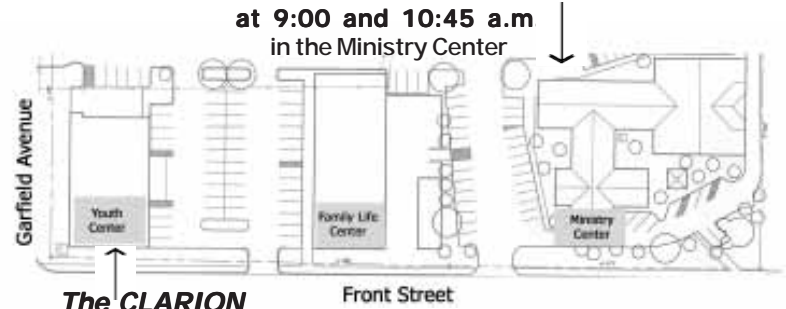 at 9:00 and 10:45 a.m.
in the Ministry Center
Garfield Avenue
Youth
Center
Family Life
Center
Ministry
Center
The CLARION
Front Street